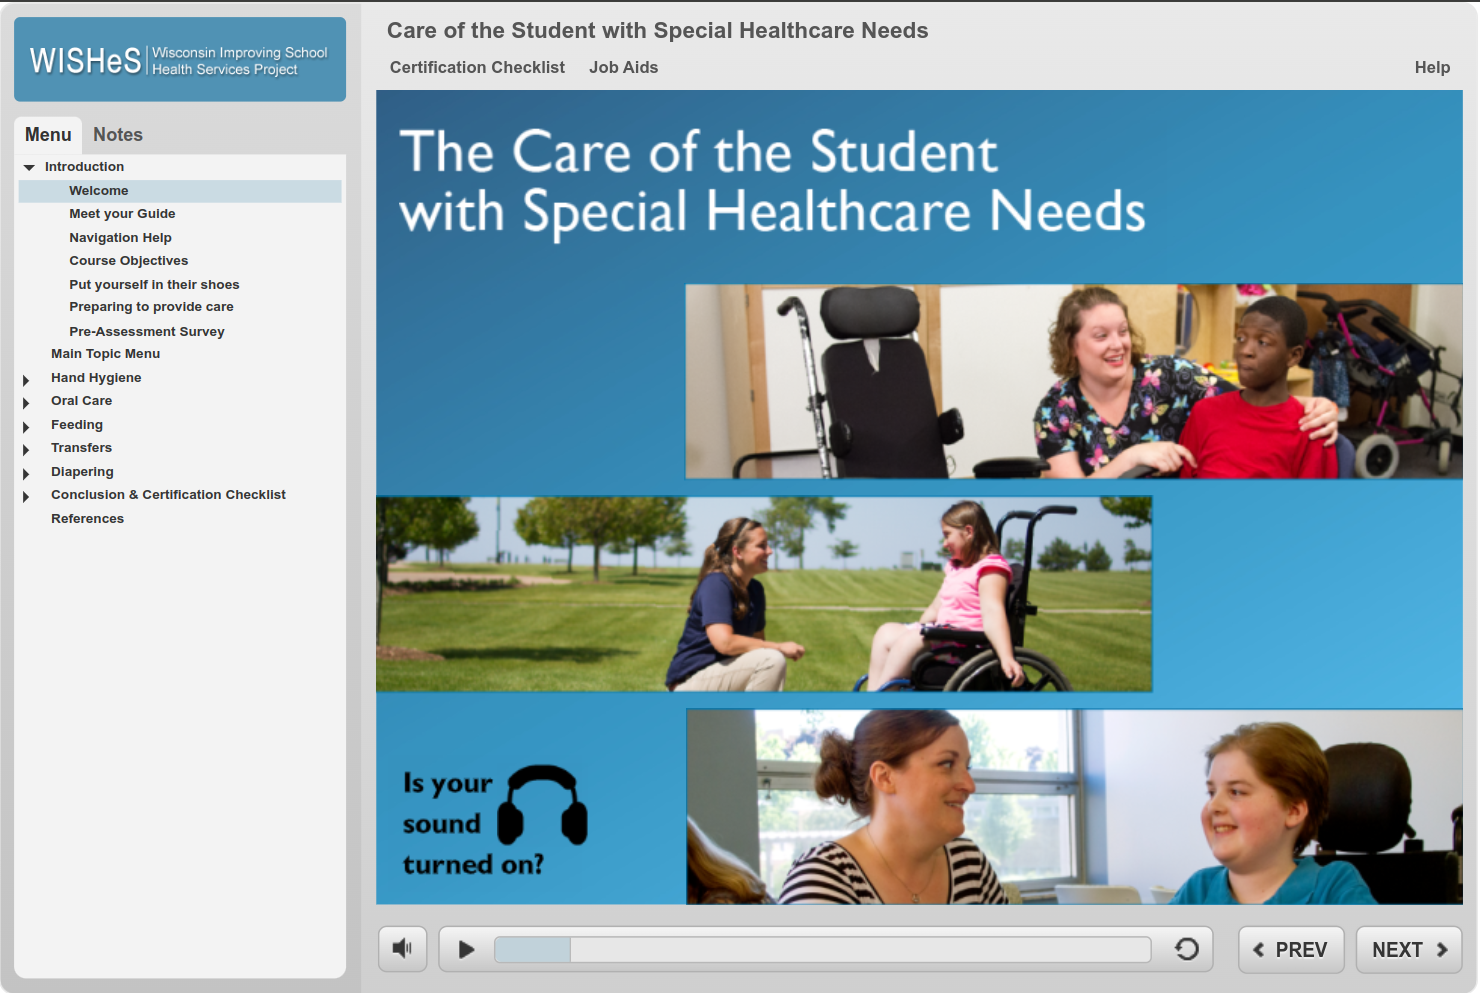 WISHeS
Wisconsin Improving School
Health Services Project
Care of the Student with Special Healthcare Needs
Certification Checklist
Job Aids
Help
Menu
Notes
Introduction
Welcome
Meet your Guide
Navigation Help
Course Objectives
Put yourself in their shoes
Preparing to provide care
Pre-Assessment Survey
Main Topic Menu
Hand Hygiene
Oral Care
Feeding
Transfers
Diapering
Conclusion & Certification Checklist
References
The Care of the Student
with Special Healthcare Needs
Is your
sound
turned on?
PREV
NEXT